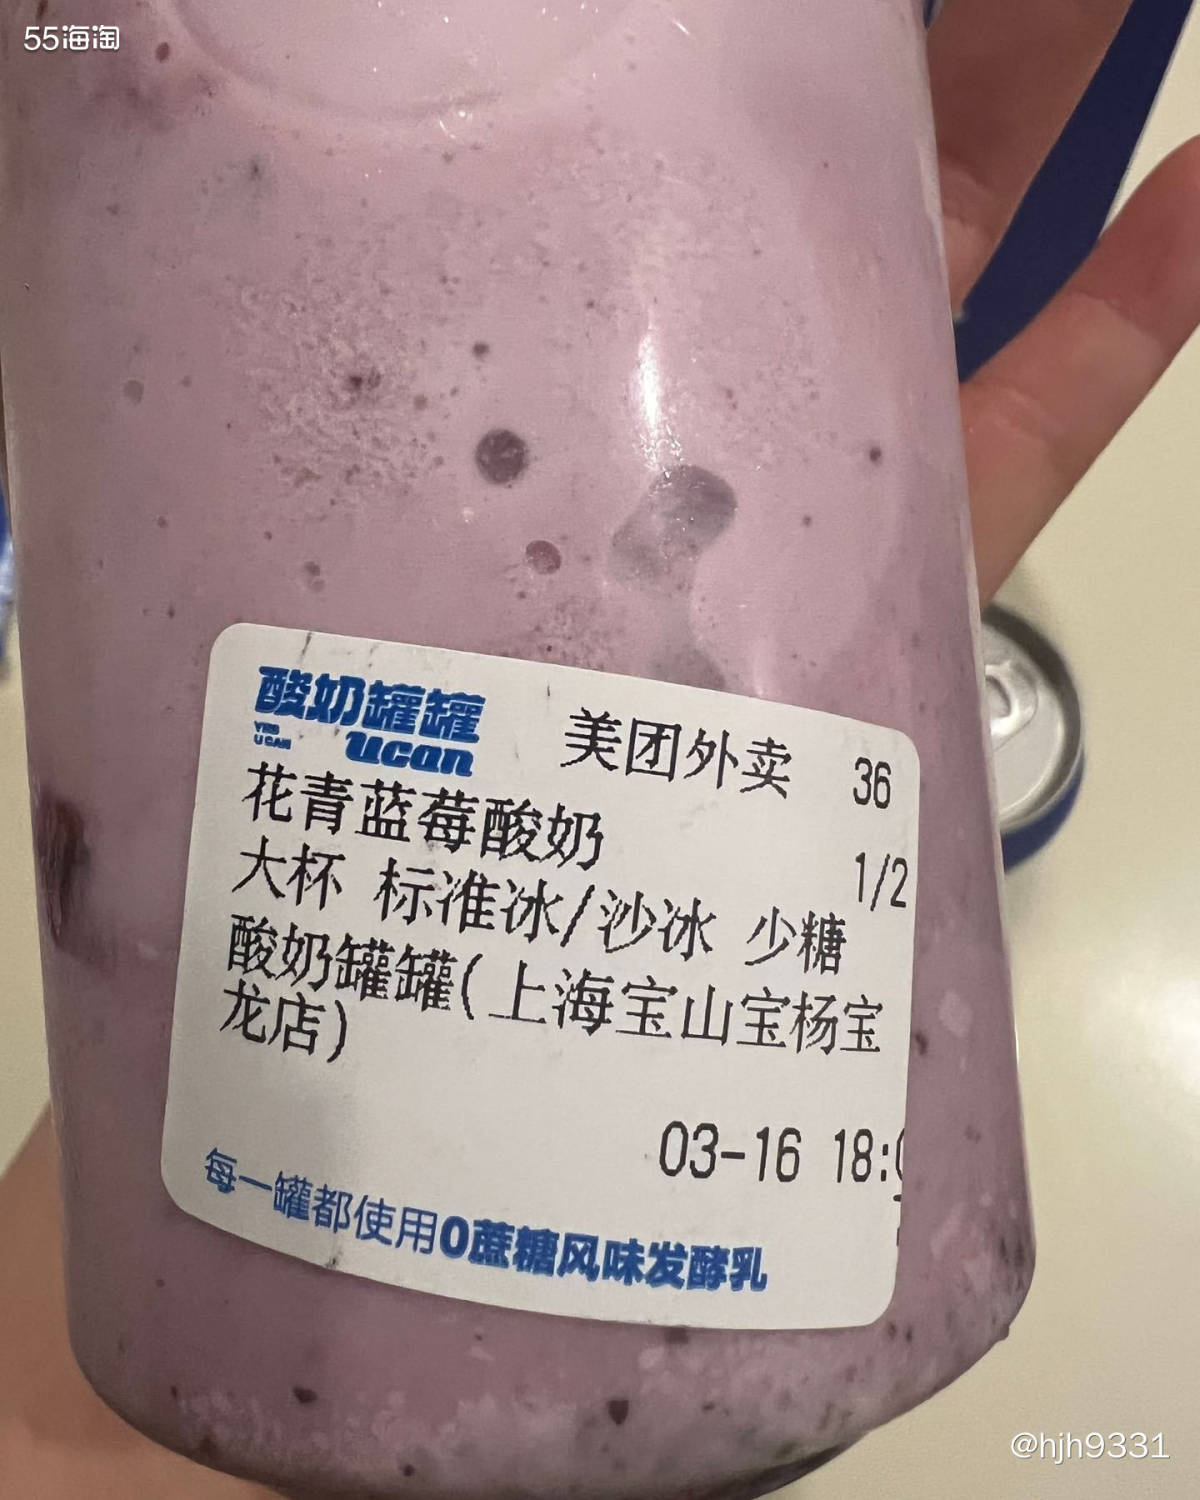 55海淘
酸奶罐罐
YES
UCAN
ucan
美团外卖 36
花青蓝莓酸奶
1/2
大杯 标准冰/沙冰 少糖
酸奶罐罐(上海宝山宝杨宝
龙店)
03-16 18:
每一罐都使用0蔗糖风味发酵乳
@hjh9331